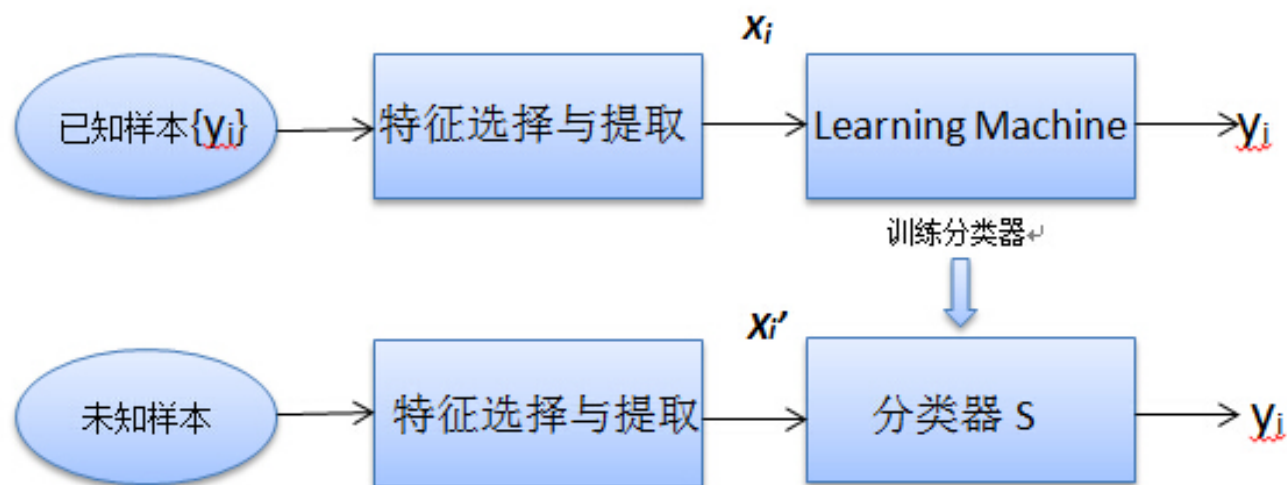 Xi
已知样本{yi}
特征选择与提取
Learning Machine
yi
训练分类器↵
Xi’
未知样本
特征选择与提取
分类器 S
yi